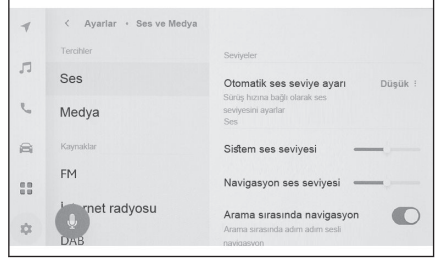 Ayarlar • Ses ve Medya
Tercihler
Ses
Medya
Kaynaklar
FM
rnet radyosu
DAB
Seviyeler
Otomatik ses seviye ayarı Düşük
Sürüş hızına bağlı olarak ses
seviyesini ayarlar
Ses
Sistem ses seviyesi
Navigasyon ses seviyesi
Arama sırasında navigasyon
Arama sırasında adım adım sesli
navigasyon